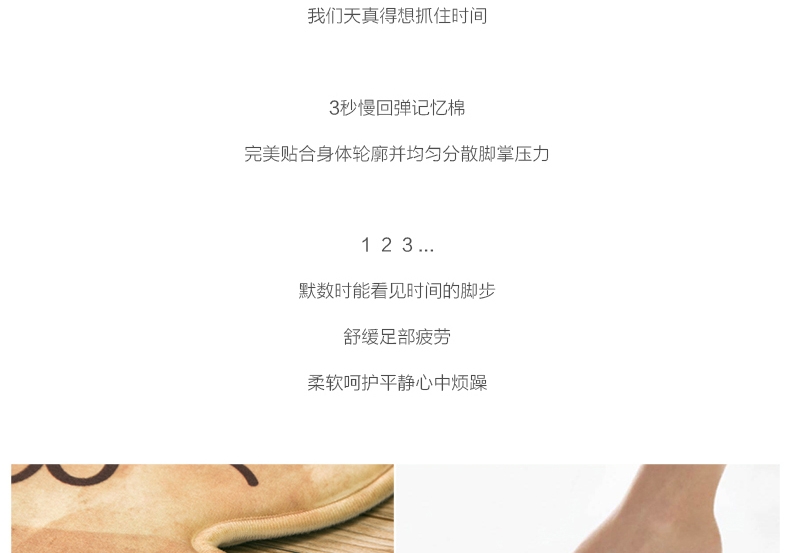 我们天真得想抓住时间
3秒慢回弹记忆棉
完美贴合身体轮廓并均匀分散脚掌压力
1 2 3 ...
默数时能看见时间的脚步
舒缓足部疲劳
柔软呵护平静心中烦躁